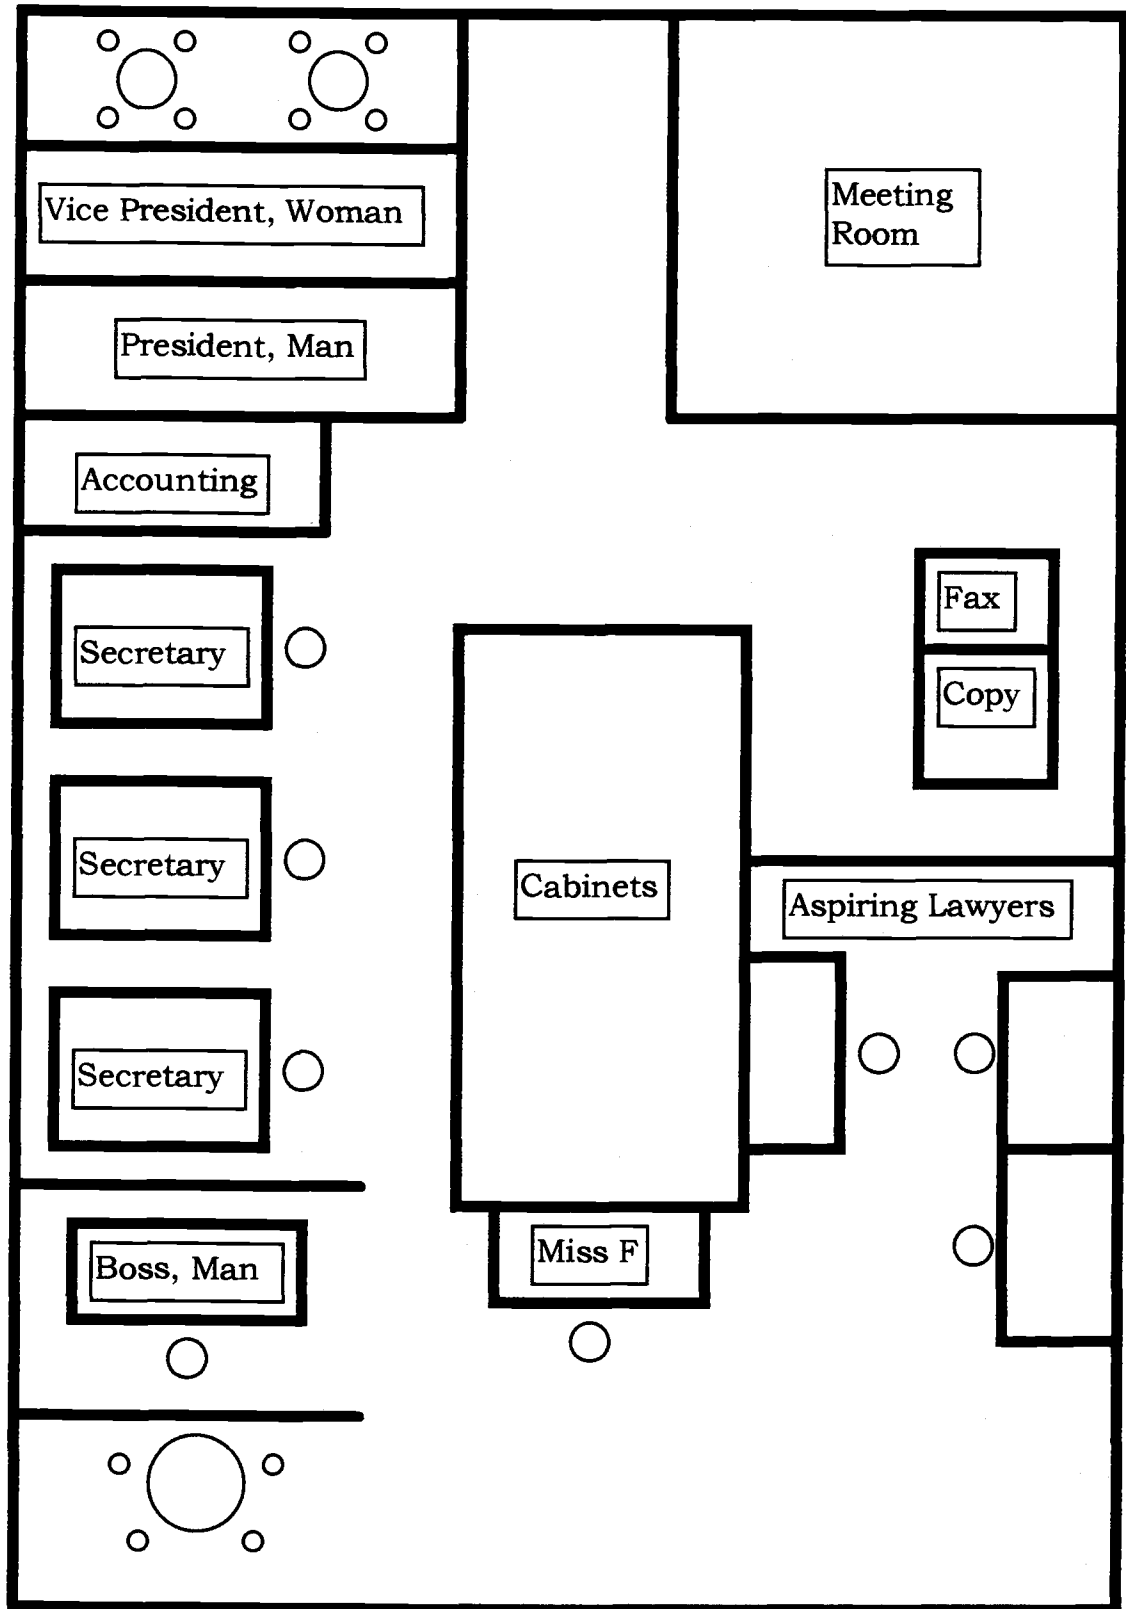 Vice President, Woman
Meeting
Room
President, Man
Accounting
Fax
Secretary
Copy
Secretary
Cabinets
Aspiring Lawyers
Secretary
Miss F
Boss, Man